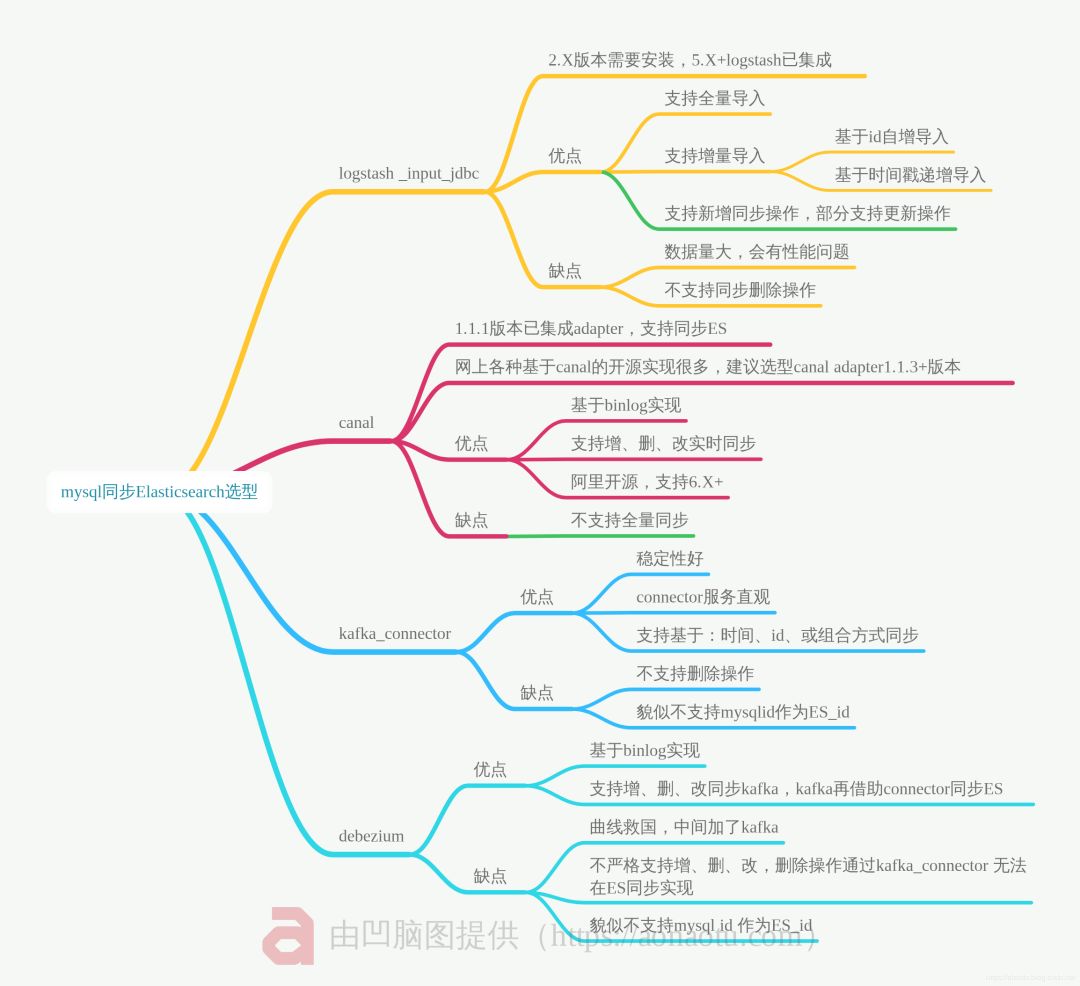 mysql同步Elasticsearch选型
logstash _input_jdbc
2.X版本需要安装，5.X+logstash已集成
优点
支持全量导入
支持增量导入
基于id自增导入
基于时间戳递增导入
支持新增同步操作，部分支持更新操作
缺点
数据量大，会有性能问题
不支持同步删除操作
canal
1.1.1版本已集成adapter，支持同步ES
网上各种基于canal的开源实现很多，建议选型canal adapter1.1.3+版本
优点
基于binlog实现
支持增、删、改实时同步
阿里开源，支持6.X+
缺点
不支持全量同步
kafka_connector
优点
稳定性好
connector服务直观
支持基于：时间、id、或组合方式同步
缺点
不支持删除操作
貌似不支持mysqlid作为ES_id
debezium
优点
基于binlog实现
支持增、删、改同步kafka，kafka再借助connector同步ES
缺点
曲线救国，中间加了kafka
不严格支持增、删、改，删除操作通过kafka_connector 无法
在ES同步实现
貌似不支持mysql id 作为ES_id
由凹脑图提供（https://aonaotu.com）